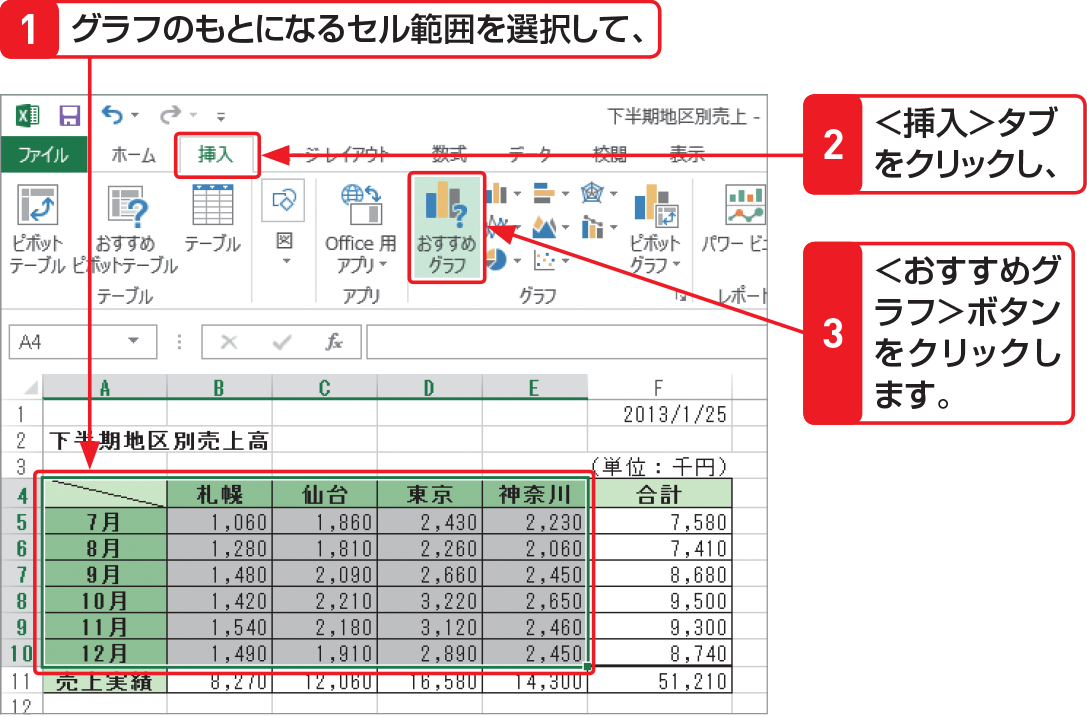 1 グラフのもとになるセル範囲を選択して、
2 <挿入>タブ
をクリックし、
3 <おすすめグ
ラフ>ボタン
をクリックし
ます。
下半期地区別売上 -
ファイル ホーム 挿入 ページ レイアウト 数式 データ 校閲 表示
ピボット
テーブル
おすすめ
ピボットテーブル
テーブル
テーブル
図
Office 用
アプリ
アプリ
おすすめ
グラフ
グラフ
ピボット
グラフ
パワー ビ
レポート
A4 fx
A B C D E F
1 2013/1/25
2 下半期地区別売上高
3 (単位:千円)
4 札幌 仙台 東京 神奈川 合計
5 7月 1,060 1,860 2,430 2,230 7,580
6 8月 1,280 1,810 2,260 2,060 7,410
7 9月 1,480 2,090 2,660 2,450 8,680
8 10月 1,420 2,210 3,220 2,650 9,500
9 11月 1,540 2,180 3,120 2,460 9,300
10 12月 1,490 1,910 2,890 2,450 8,740
11 売上実績 8,270 12,060 16,580 14,300 51,210
12